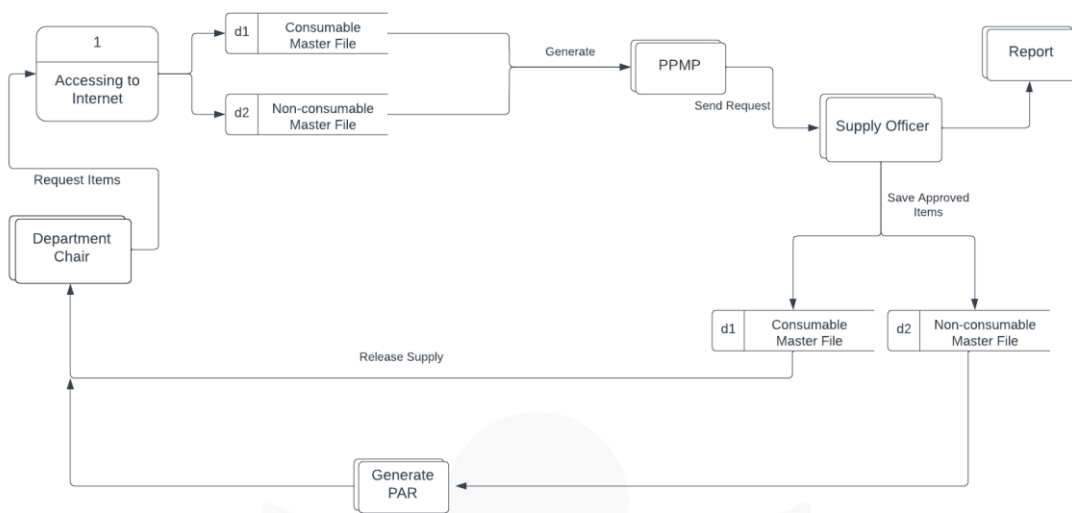 1
Accessing to
Internet
d1
Consumable
Master File
d2
Non-consumable
Master File
Generate
PPMP
Send Request
Supply Officer
Report
Request Items
Department
Chair
Save Approved
Items
d1
Consumable
Master File
d2
Non-consumable
Master File
Release Supply
Generate
PAR